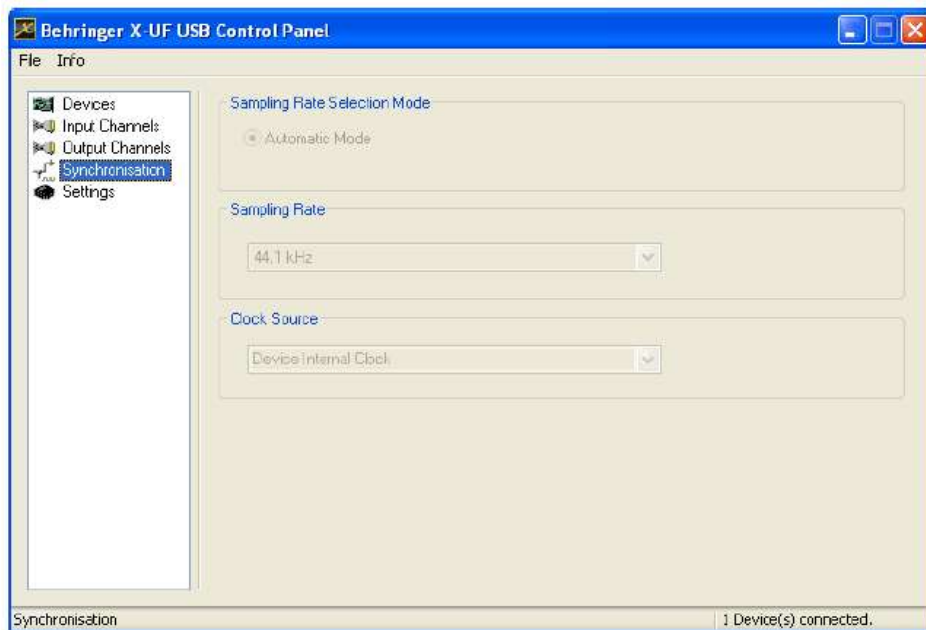 Behringer X-UF USB Control Panel
File Info
Devices
Input Channels
Output Channels
Synchronisation
Settings
Sampling Rate Selection Mode
Automatic Mode
Sampling Rate
44.1 kHz
Clock Source
Device Internal Clock
Synchronisation
1 Device(s) connected.